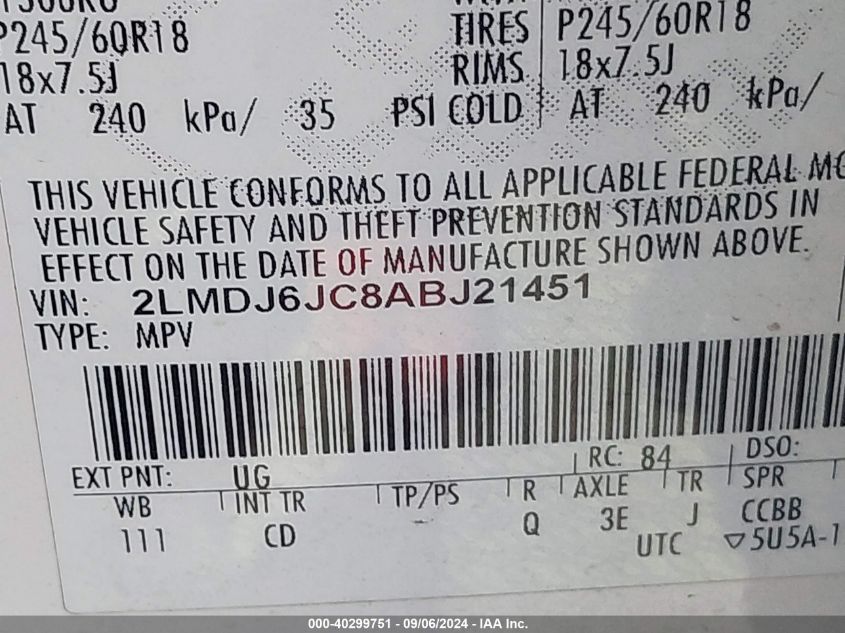 P245/60R18 TIRES P245/60R18
18x7.5J RIMS 18x7.5J
AT 240 kPa/ 35 PSI COLD AT 240 kPa/
THIS VEHICLE CONFORMS TO ALL APPLICABLE FEDERAL MO
VEHICLE SAFETY AND THEFT PREVENTION STANDARDS IN
EFFECT ON THE DATE OF MANUFACTURE SHOWN ABOVE.
VIN: 2LMDJ6JC8ABJ21451
TYPE: MPV
EXT PNT: UG RC: 84 DSO:
WB INT TR TP/PS R AXLE TR SPR
111 CD Q 3E J CCBB
UTC ▽5U5A-1
000-40299751 - 09/06/2024 - IAA Inc.